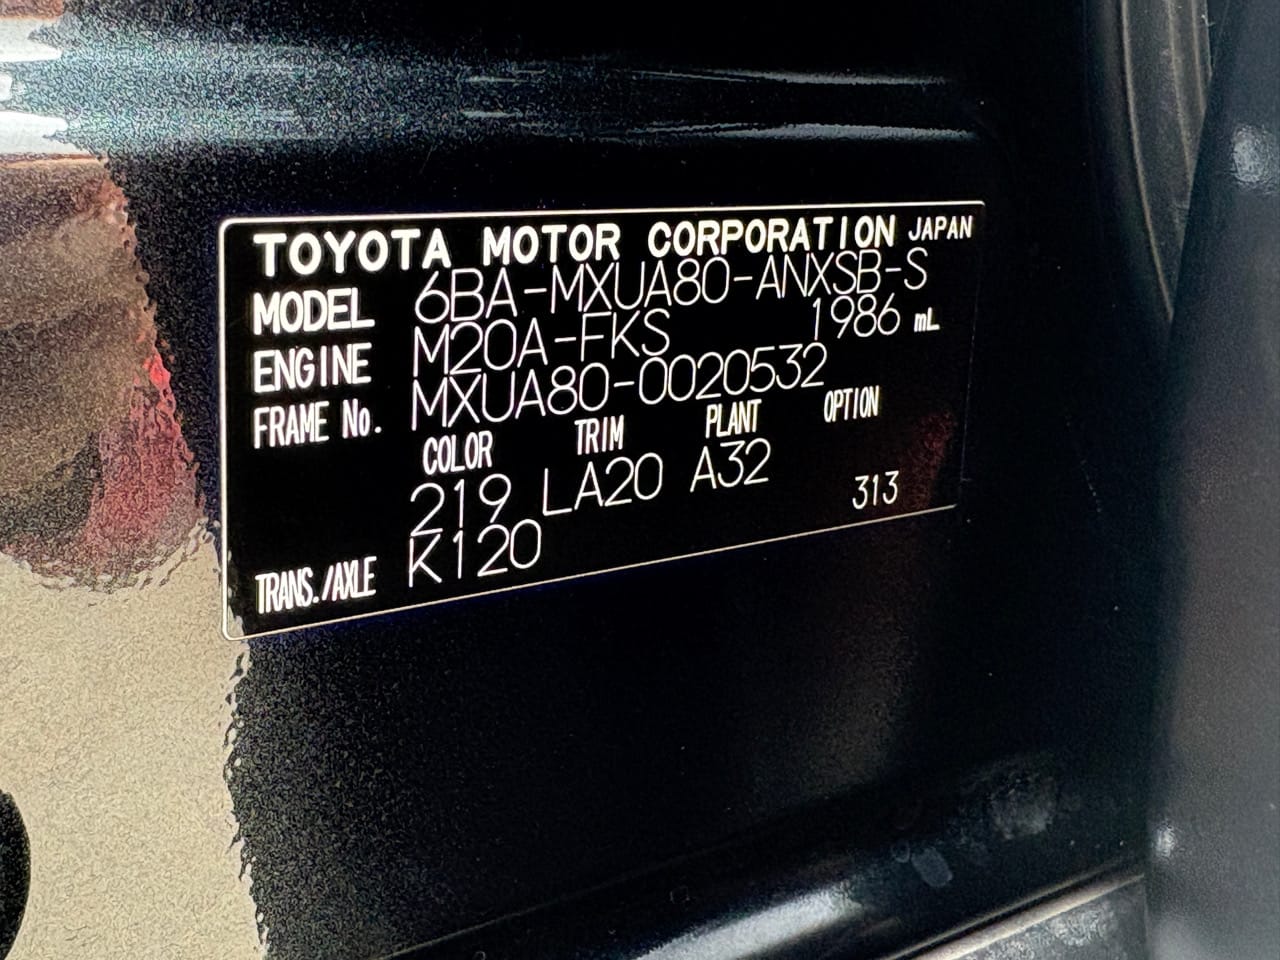 TOYOTA MOTOR CORPORATION JAPAN
MODEL 6BA-MXUA80-ANXSB-S
ENGINE M20A-FKS 1986 mL
FRAME No. MXUA80-0020532
COLOR TRIM PLANT OPTION
219 LA20 A32 313
TRANS./AXLE K120